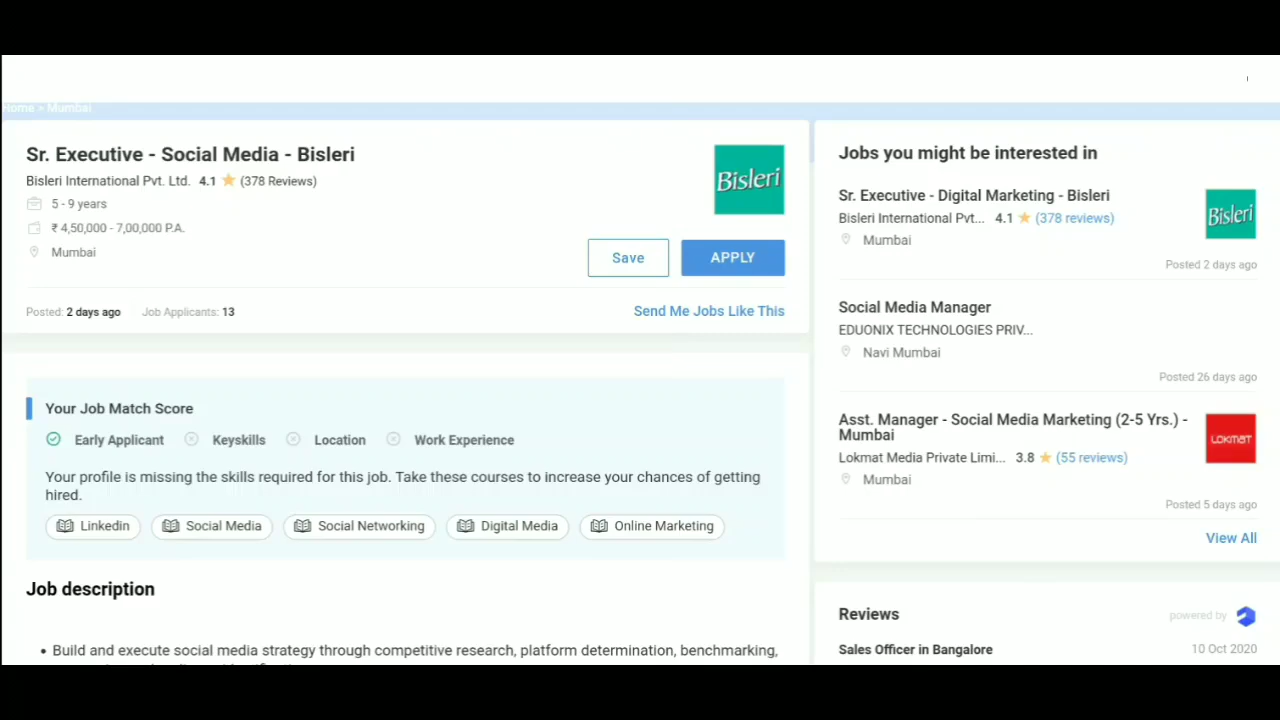 Home > Mumbai
Sr. Executive - Social Media - Bisleri
Bisleri International Pvt. Ltd. 4.1 (378 Reviews)
5 - 9 years
₹ 4,50,000 - 7,00,000 P.A.
Mumbai
Bisleri
Save
APPLY
Posted: 2 days ago Job Applicants: 13
Send Me Jobs Like This
Your Job Match Score
Early Applicant Keyskills Location Work Experience
Your profile is missing the skills required for this job. Take these courses to increase your chances of getting
hired.
Linkedin Social Media Social Networking Digital Media Online Marketing
Job description
• Build and execute social media strategy through competitive research, platform determination, benchmarking,
Jobs you might be interested in
Sr. Executive - Digital Marketing - Bisleri
Bisleri International Pvt... 4.1 (378 reviews)
Mumbai
Bisleri
Posted 2 days ago
Social Media Manager
EDUONIX TECHNOLOGIES PRIV...
Navi Mumbai
Posted 26 days ago
Asst. Manager - Social Media Marketing (2-5 Yrs.) -
Mumbai
Lokmat Media Private Limi... 3.8 (55 reviews)
Mumbai
LOKMAT
Posted 5 days ago
View All
Reviews
powered by
Sales Officer in Bangalore
10 Oct 2020